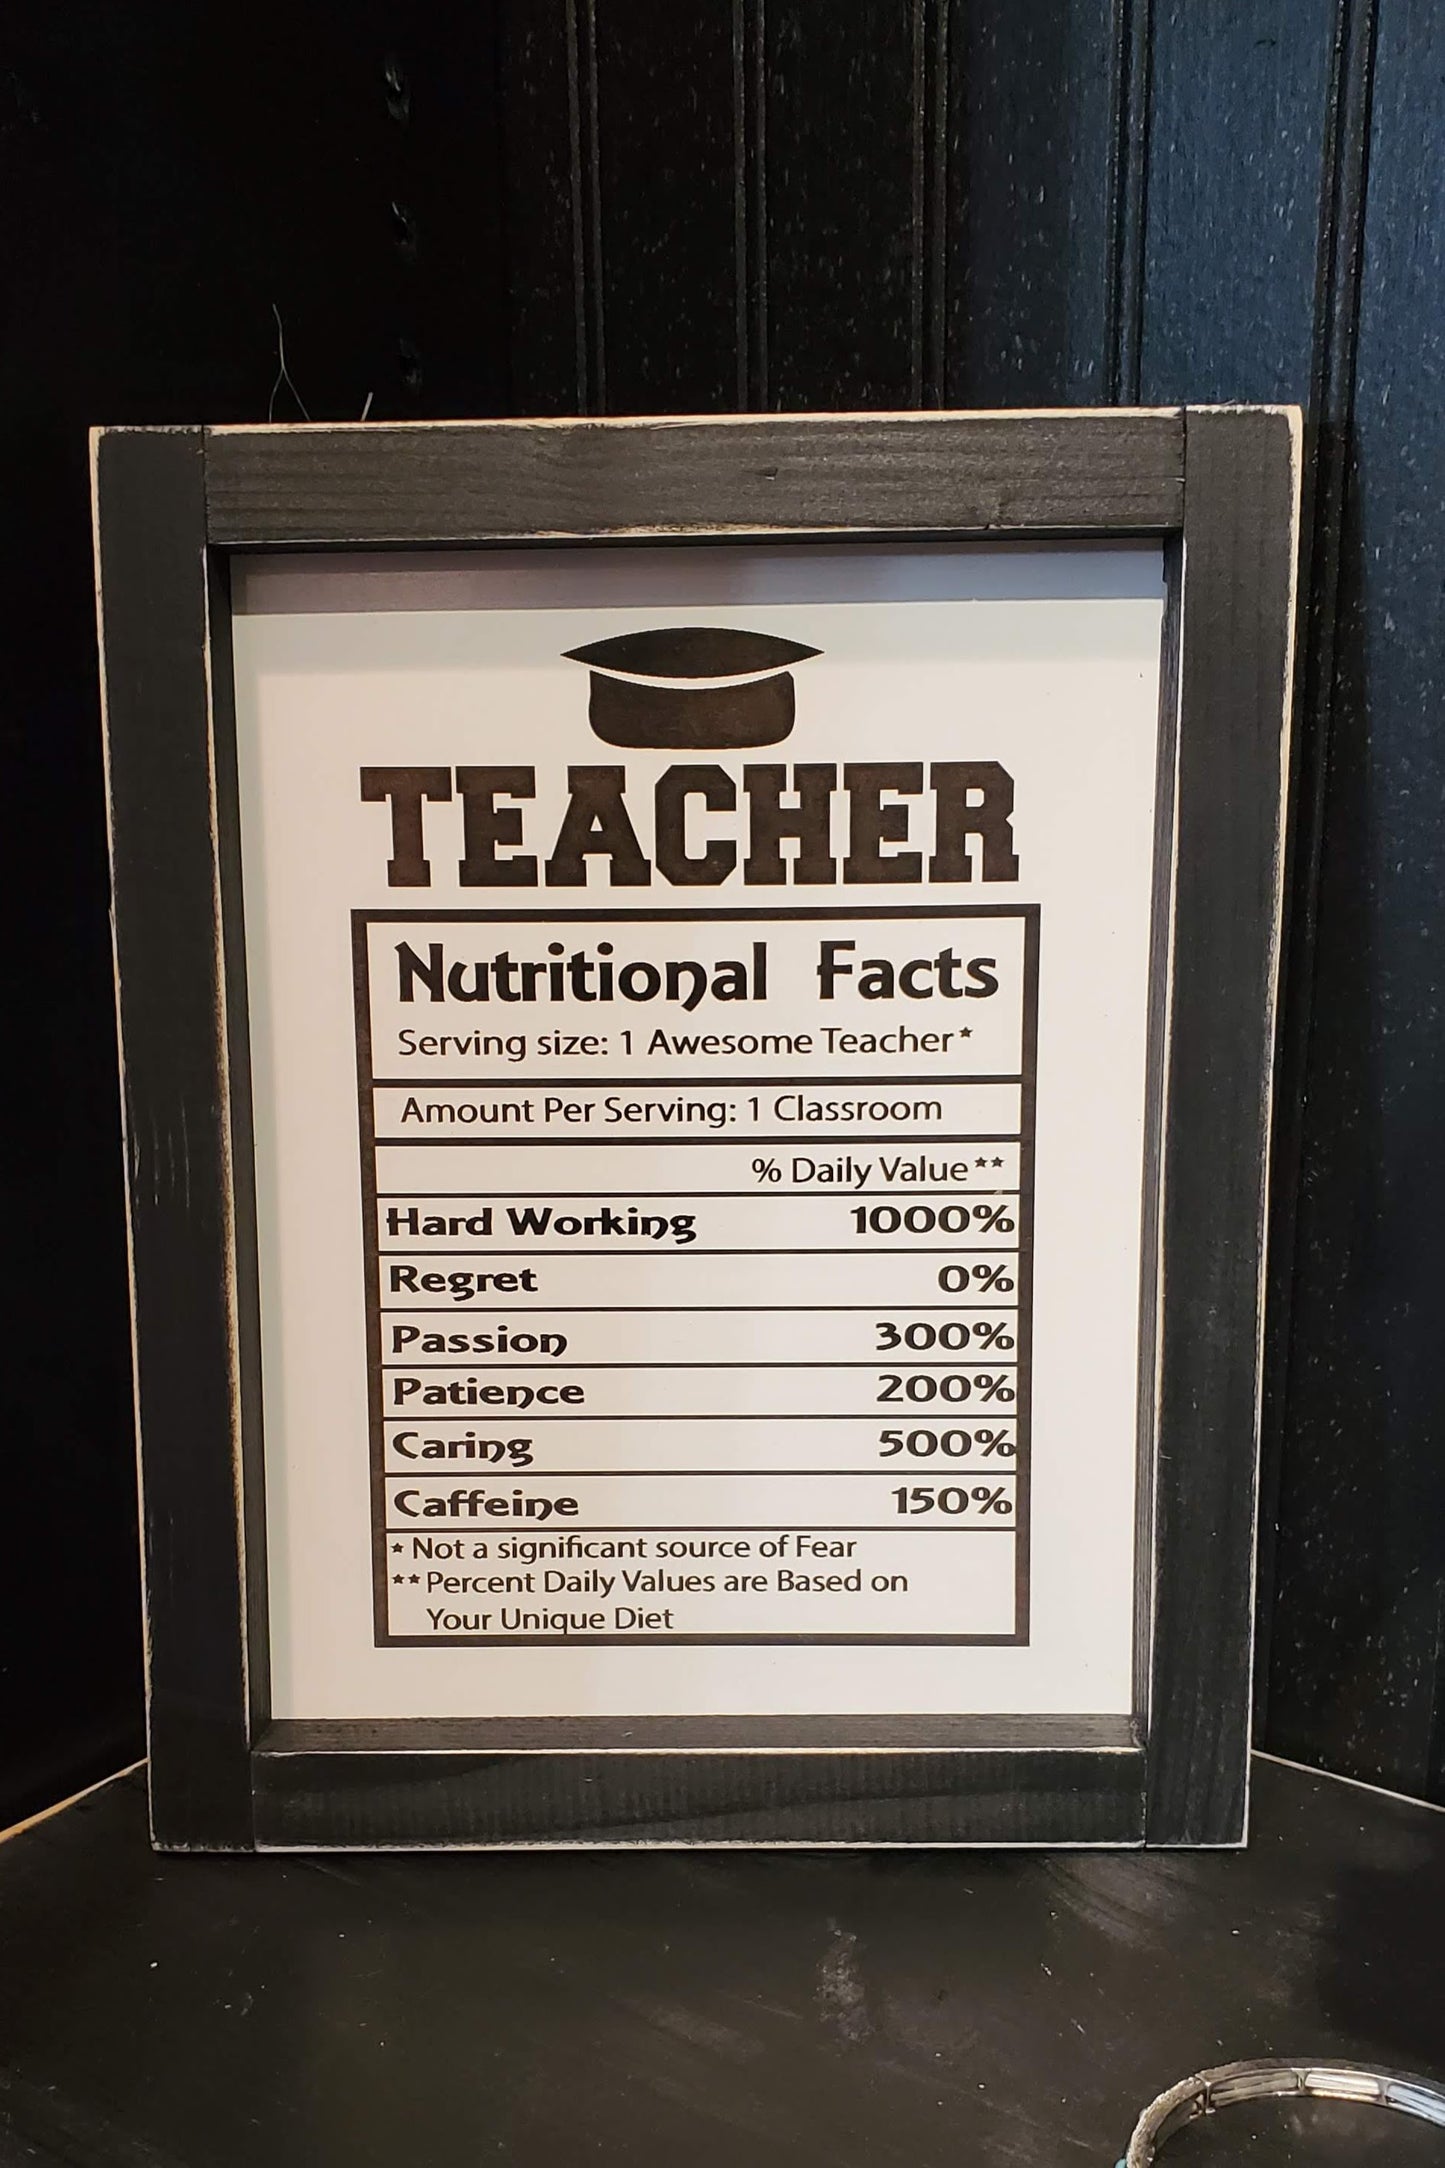 TEACHER
Nutritional Facts
Serving size: 1 Awesome Teacher*
Amount Per Serving: 1 Classroom
% Daily Value**
Hard Working 1000%
Regret 0%
Passion 300%
Patience 200%
Caring 500%
Caffeine 150%
* Not a significant source of Fear
** Percent Daily Values are Based on
Your Unique Diet